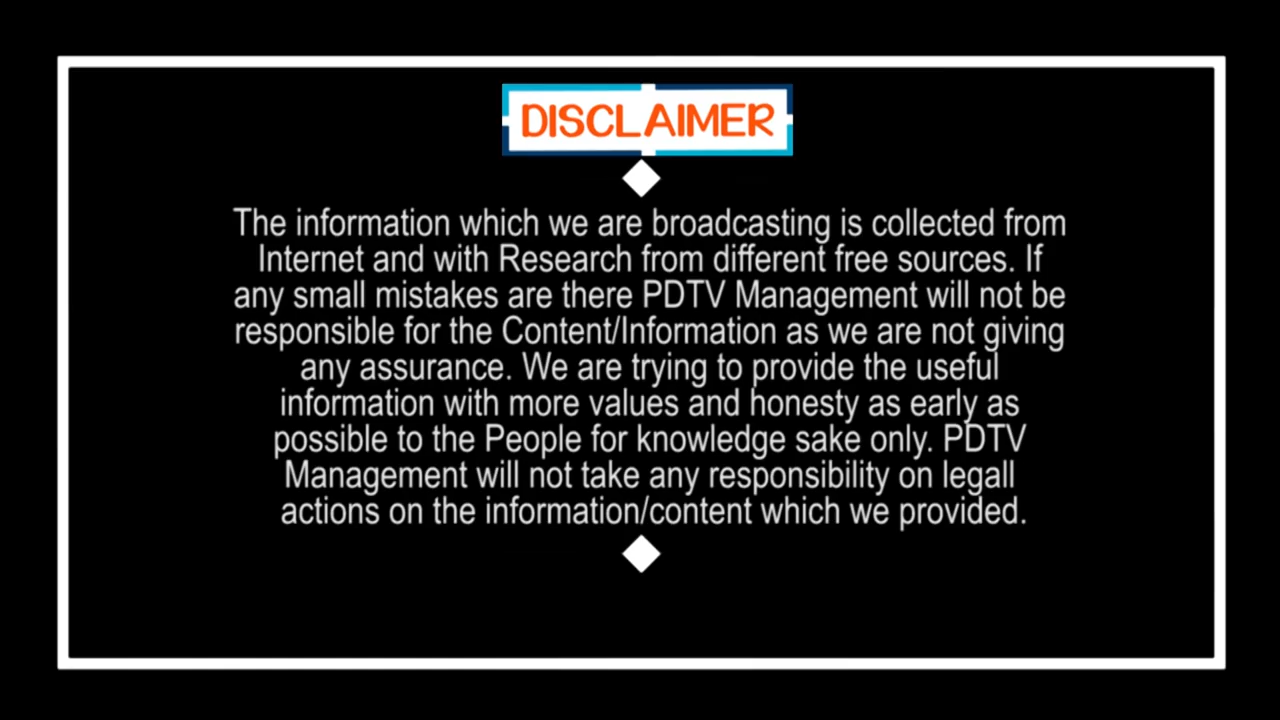 DISCLAIMER
The information which we are broadcasting is collected from
Internet and with Research from different free sources. If
any small mistakes are there PDTV Management will not be
responsible for the Content/Information as we are not giving
any assurance. We are trying to provide the useful
information with more values and honesty as early as
possible to the People for knowledge sake only. PDTV
Management will not take any responsibility on legall
actions on the information/content which we provided.